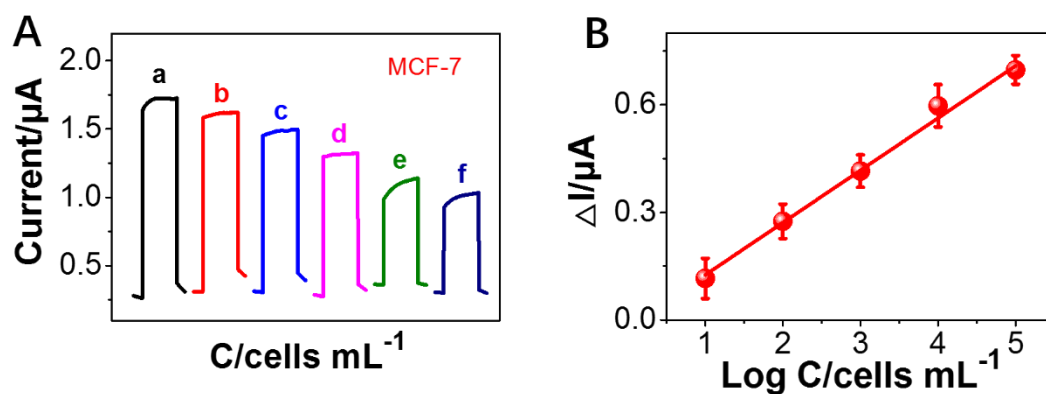 A
Current/μA
2.0
1.5
1.0
0.5
a
b
c
d
e
f
MCF-7
C/cells mL⁻¹
B
△I/μA
0.6
0.3
0.0
1 2 3 4 5
Log C/cells mL⁻¹